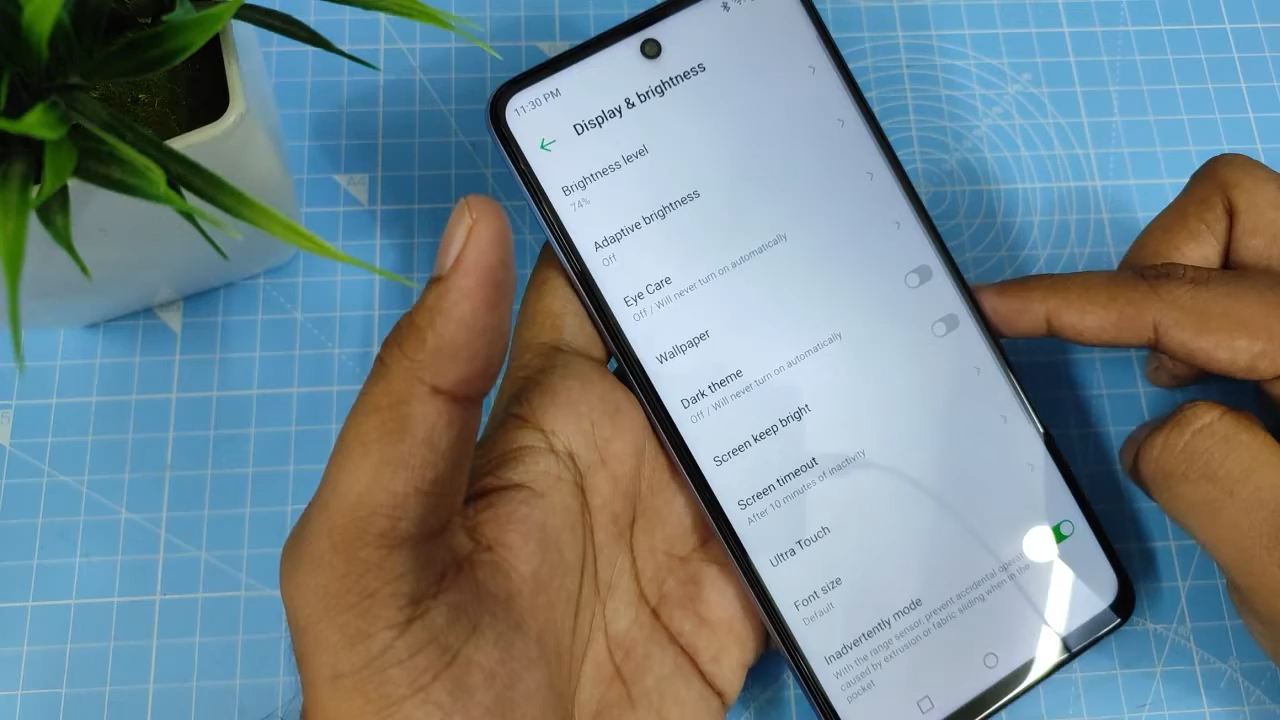 11:30 PM
Display & brightness
Brightness level
74%
Adaptive brightness
Off
Eye Care
Off / Will never turn on automatically
Wallpaper
Dark theme
Off / Will never turn on automatically
Screen keep bright
Screen timeout
After 10 minutes of inactivity
Ultra Touch
Font size
Default
Inadvertently mode
With the range sensor, prevent accidental
caused by extrusion or fabric sliding when in the
pocket
A4